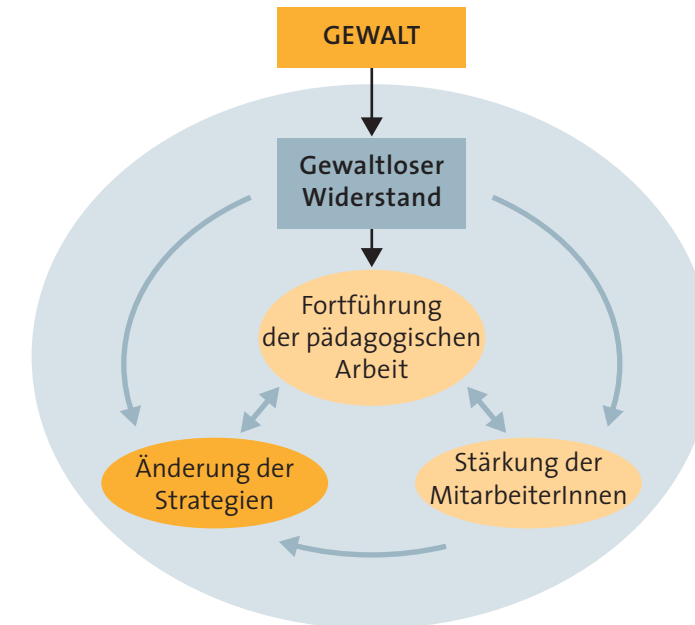 GEWALT
Gewaltloser
Widerstand
Fortführung
der pädagogischen
Arbeit
Änderung der
Strategien
Stärkung der
MitarbeiterInnen